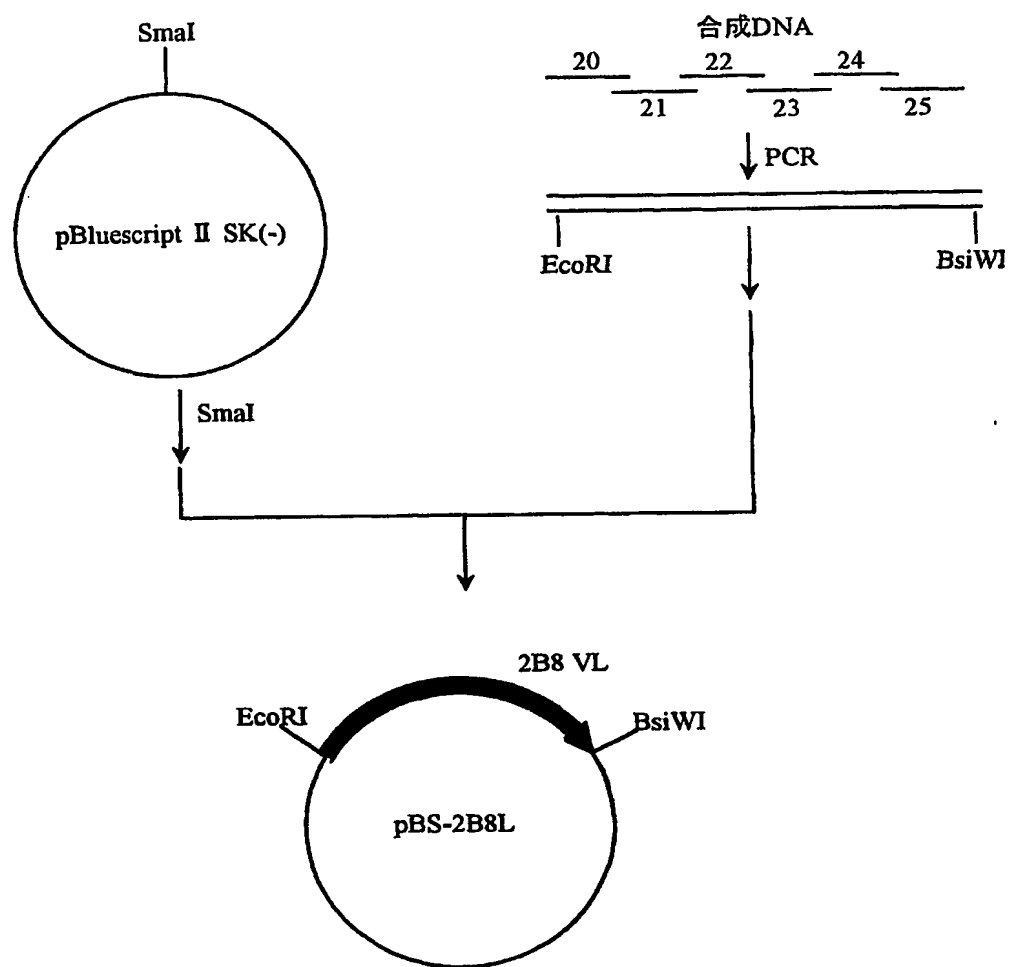 SmaI
pBluescript II SK(-)
SmaI
合成DNA
20
22
24
21
23
25
PCR
EcoRI
BsiWI
2B8 VL
EcoRI
BsiWI
pBS-2B8L